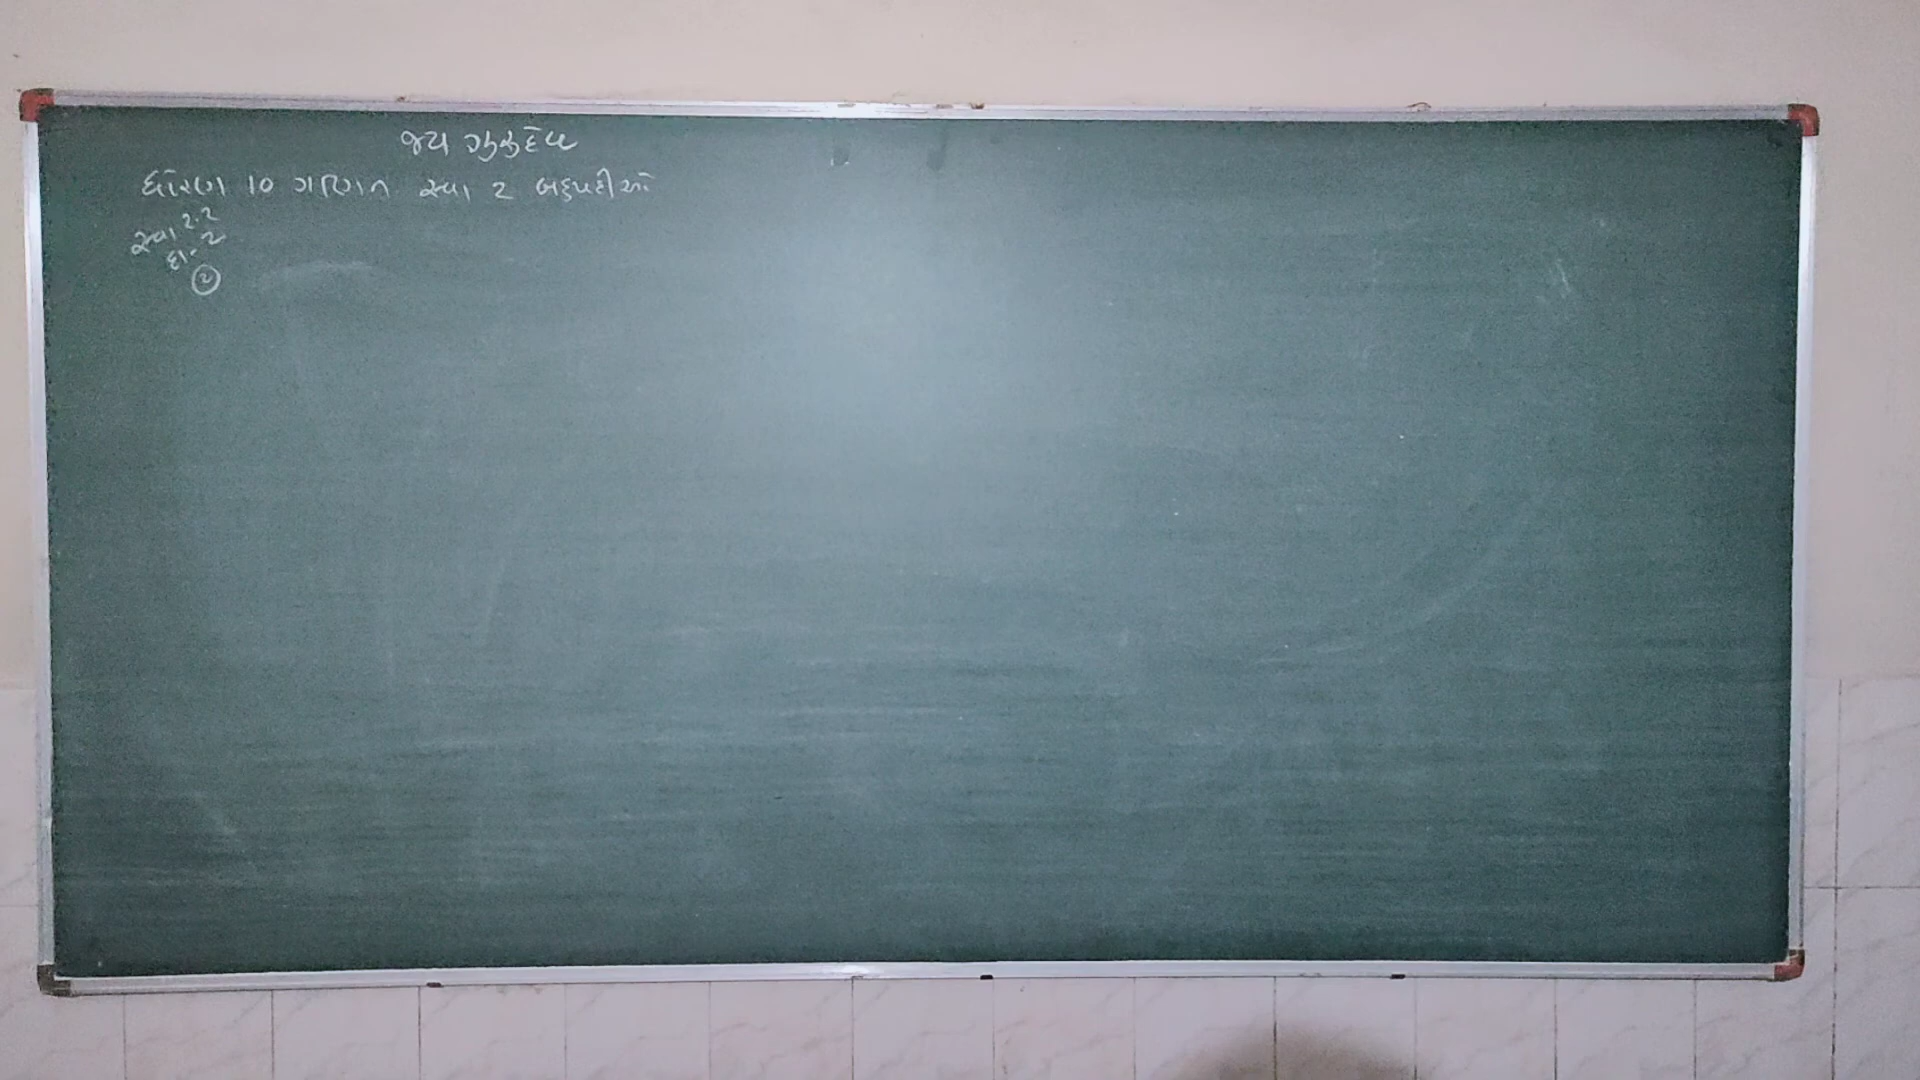 જય ગુરુદેવ
ધોરણ 10 ગણિત સ્વા 2 બહુપદીઓ
સ્વા 2.2
દા. 2
(2)